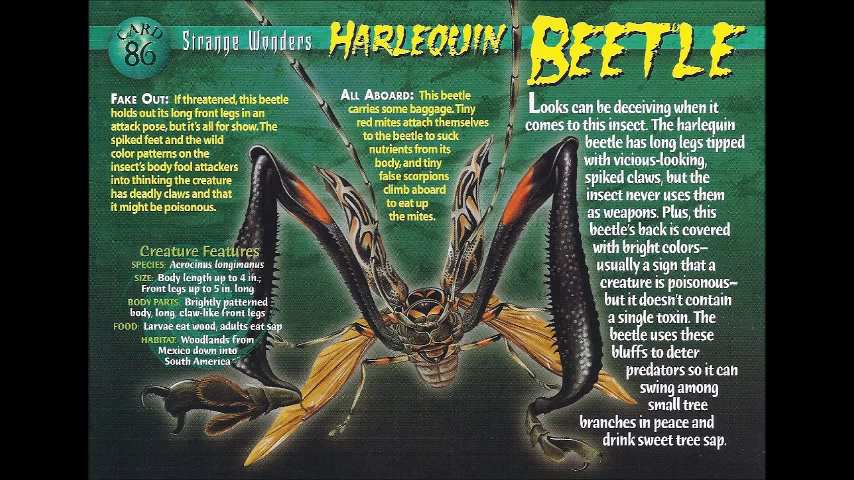 CARD
86
Strange Wonders
HARLEQUIN
BEETLE
FAKE OUT: If threatened, this beetle
holds out its long front legs in an
attack pose, but it's all for show. The
spiked feet and the wild
color patterns on the
insect's body fool attackers
into thinking the creature
has deadly claws and that
it might be poisonous.
ALL ABOARD: This beetle
carries some baggage. Tiny
red mites attach themselves
to the beetle to suck
nutrients from its
body, and tiny
false scorpions
climb aboard
to eat up
the mites.
Looks can be deceiving when it
comes to this insect. The harlequin
beetle has long legs tipped
with vicious-looking,
spiked claws, but the
insect never uses them
as weapons. Plus, this
beetle's back is covered
with bright colors—
usually a sign that a
creature is poisonous—
but it doesn't contain
a single toxin. The
beetle uses these
bluffs to deter
predators so it can
swing among
small tree
branches in peace and
drink sweet tree sap.
Creature Features
SPECIES: Acrocinus longimanus
SIZE: Body length up to 4 in.;
Front legs up to 5 in. long
BODY PARTS: Brightly patterned
body, long, claw-like front legs
FOOD: Larvae eat wood, adults eat sap
HABITAT: Woodlands from
Mexico down into
South America